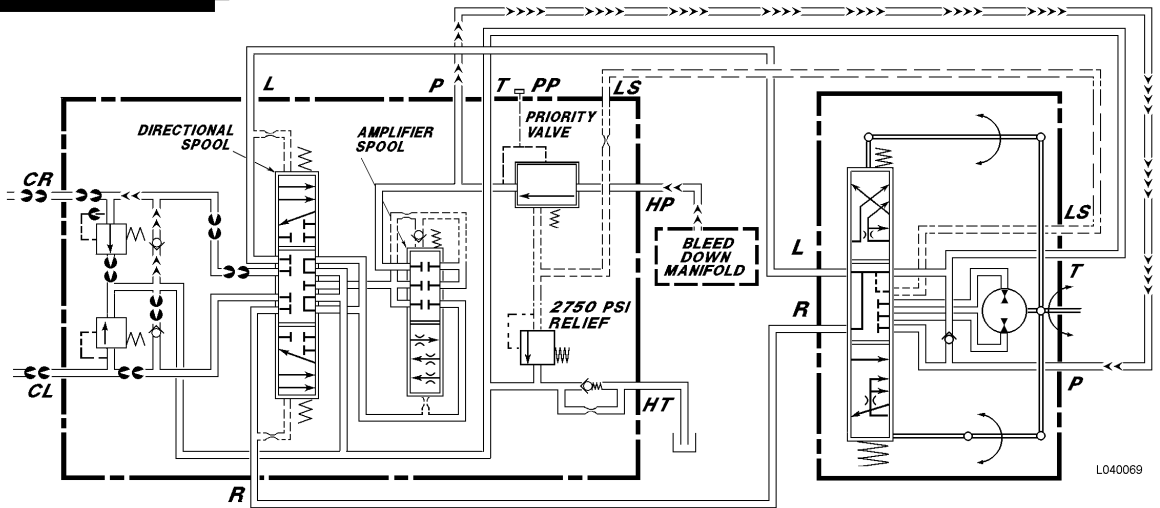 L
P
T
PP
LS
DIRECTIONAL
SPOOL
AMPLIFIER
SPOOL
PRIORITY
VALVE
CR
HP
BLEED
DOWN
MANIFOLD
2750 PSI
RELIEF
CL
HT
R
L
R
LS
T
P
L040069